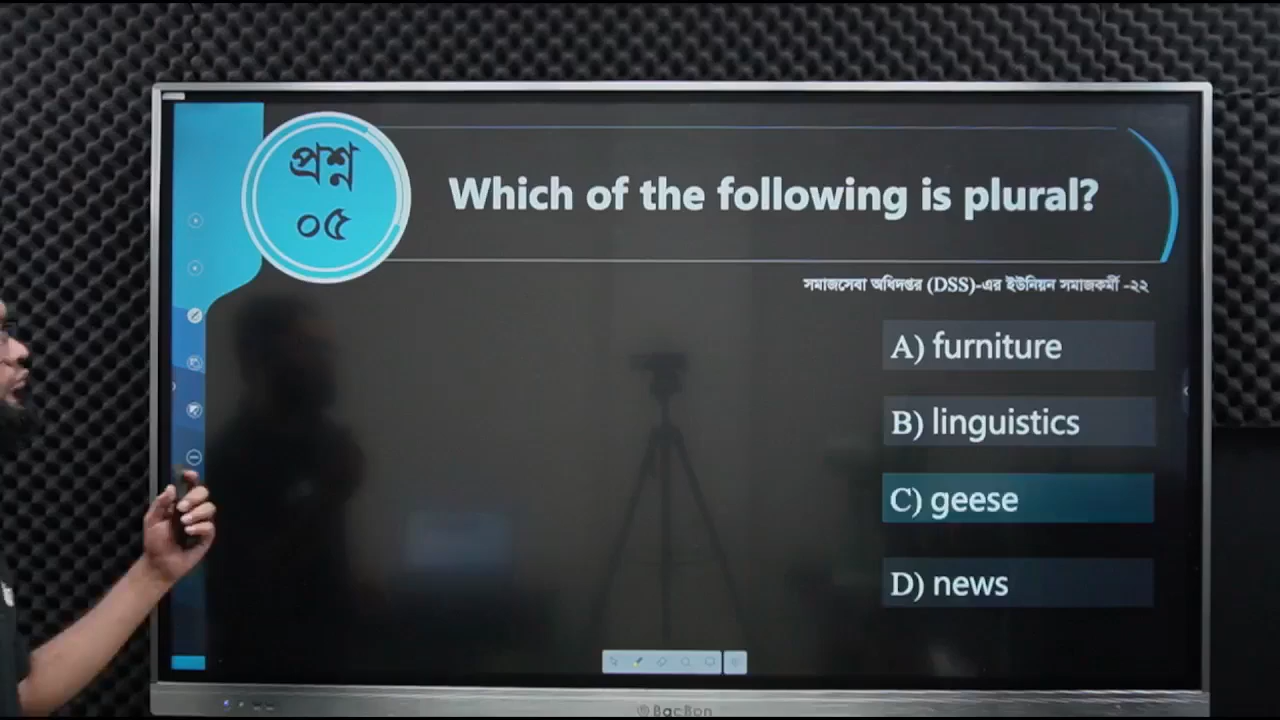 প্রশ্ন
০৫
Which of the following is plural?
সমাজসেবা অধিদপ্তর (DSS)-এর ইউনিয়ন সমাজকর্মী -২২
A) furniture
B) linguistics
C) geese
D) news
BacBon